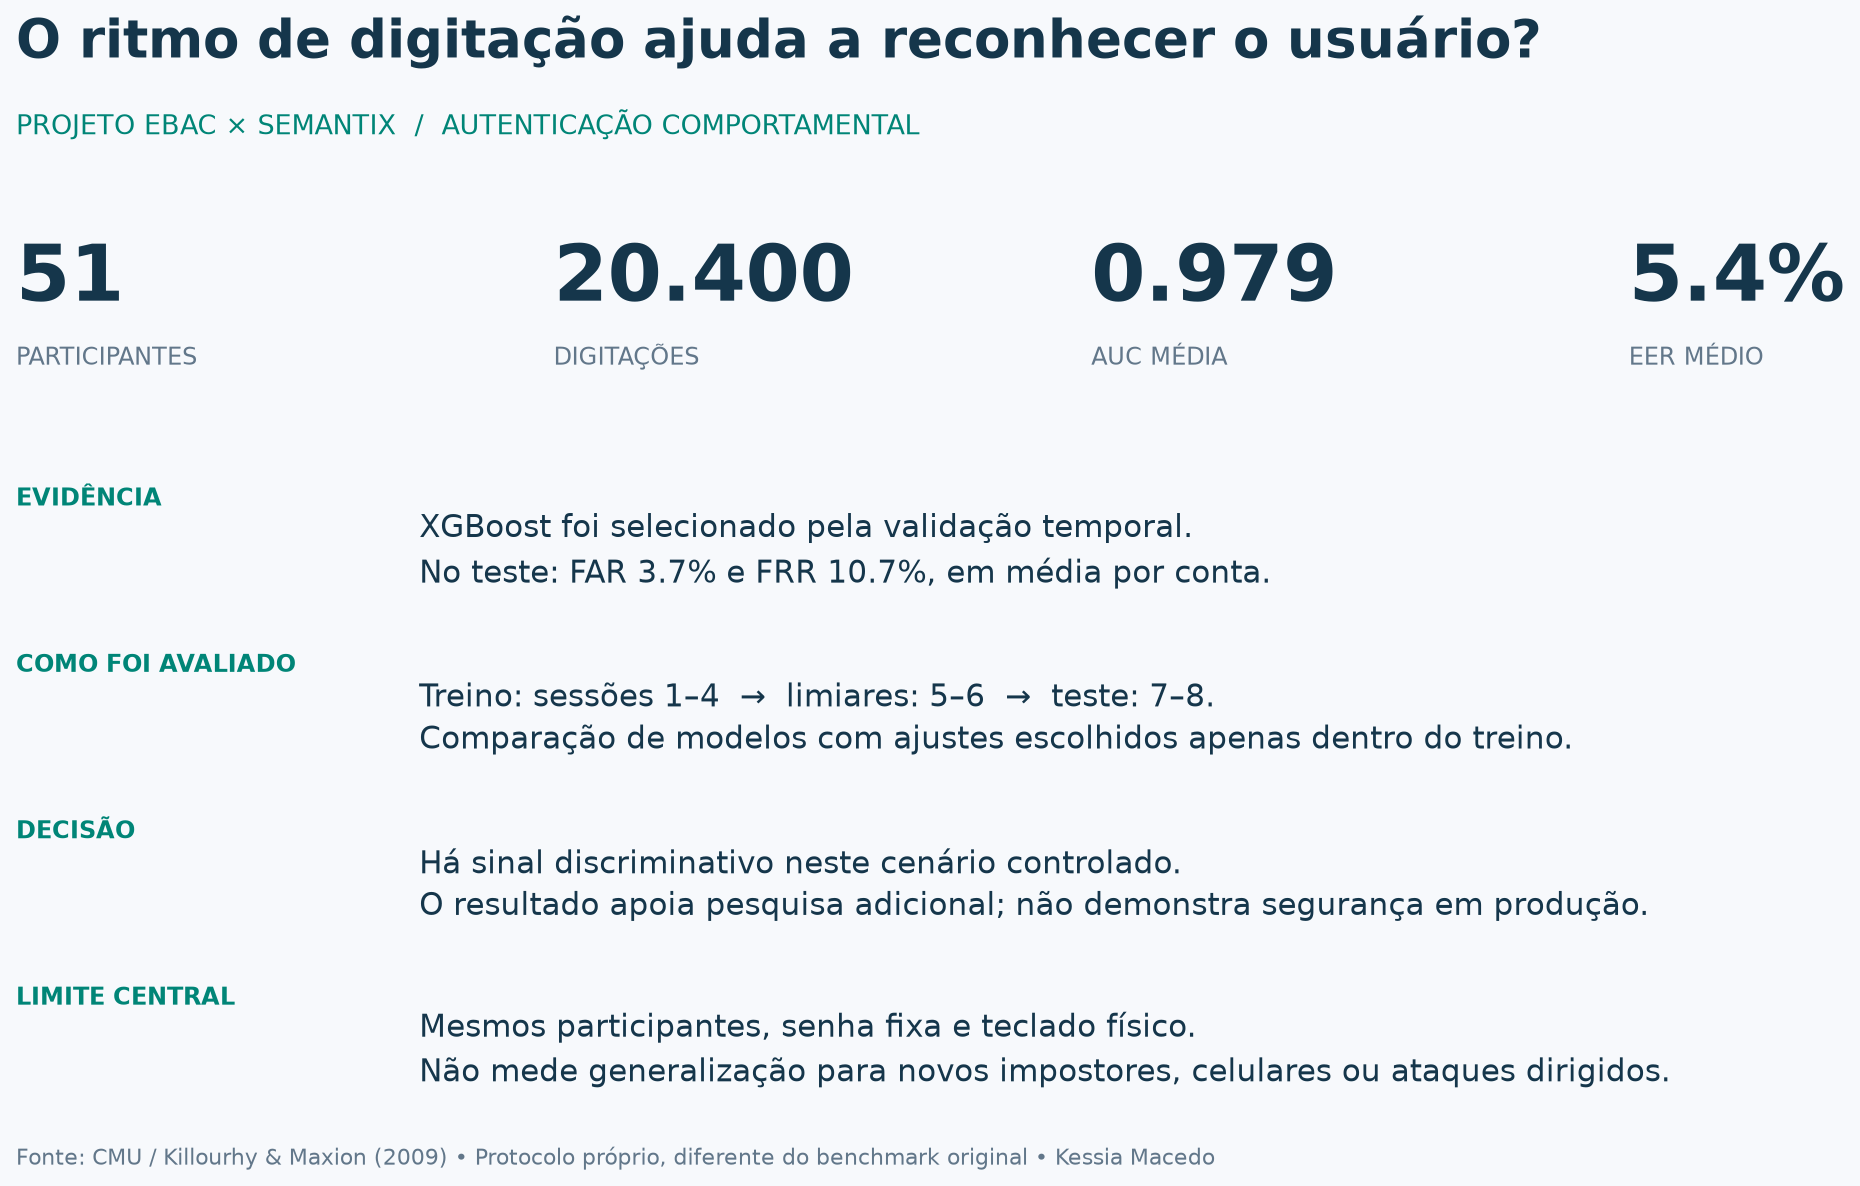 O ritmo de digitação ajuda a reconhecer o usuário?
PROJETO EBAC × SEMANTIX / AUTENTICAÇÃO COMPORTAMENTAL
51
20.400
0.979
5.4%
PARTICIPANTES
DIGITAÇÕES
AUC MÉDIA
EER MÉDIO
EVIDÊNCIA
XGBoost foi selecionado pela validação temporal.
No teste: FAR 3.7% e FRR 10.7%, em média por conta.
COMO FOI AVALIADO
Treino: sessões 1–4 → limiares: 5–6 → teste: 7–8.
Comparação de modelos com ajustes escolhidos apenas dentro do treino.
DECISÃO
Há sinal discriminativo neste cenário controlado.
O resultado apoia pesquisa adicional; não demonstra segurança em produção.
LIMITE CENTRAL
Mesmos participantes, senha fixa e teclado físico.
Não mede generalização para novos impostores, celulares ou ataques dirigidos.
Fonte: CMU / Killourhy & Maxion (2009) • Protocolo próprio, diferente do benchmark original • Kessia Macedo